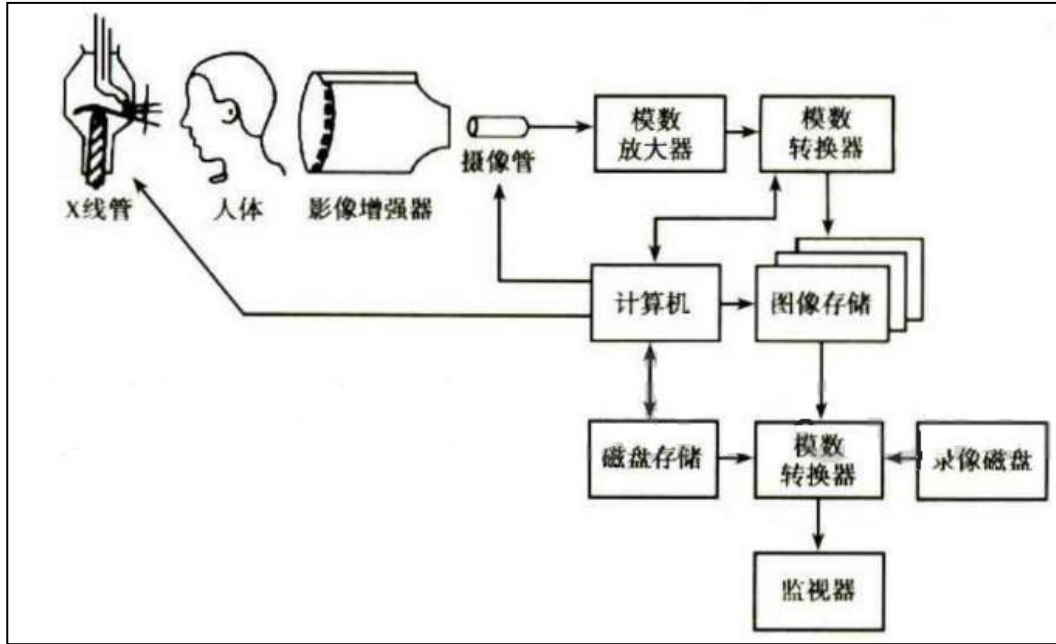 模数
放大器
模数
转换器
摄像管
X线管
人体
影像增强器
计算机
图像存储
磁盘存储
模数
转换器
录像磁盘
监视器